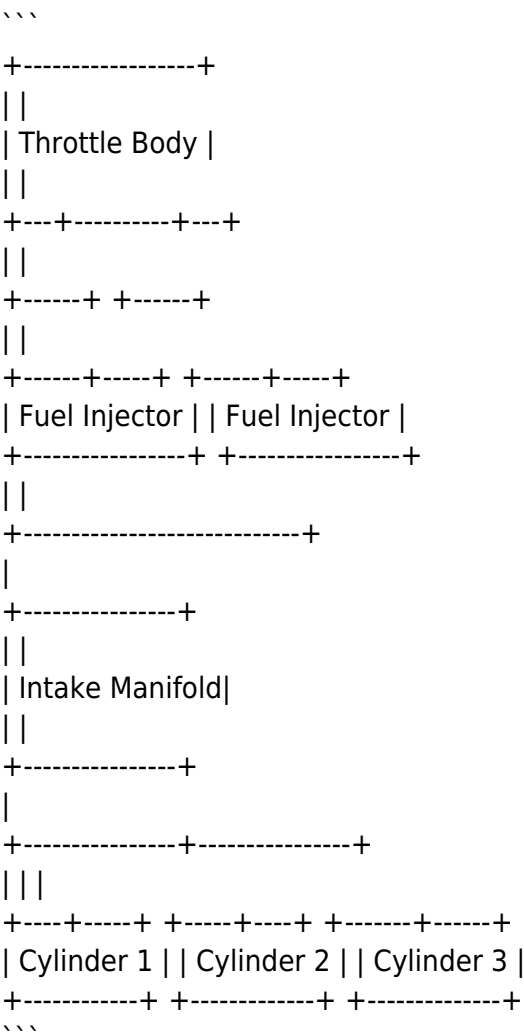 ```
+------------------+
| |
| Throttle Body |
| |
+---+----------+---+
| |
+------+ +------+
| |
+------+-----+ +------+-----+
| Fuel Injector | | Fuel Injector |
+-----------------+ +-----------------+
| |
+-----------------------------+
|
+----------------+
| |
| Intake Manifold|
| |
+----------------+
|
+----------------+----------------+
| | |
+----+-----+ +-----+----+ +-------+------+
| Cylinder 1 | | Cylinder 2 | | Cylinder 3 |
+------------+ +-------------+ +--------------+
```